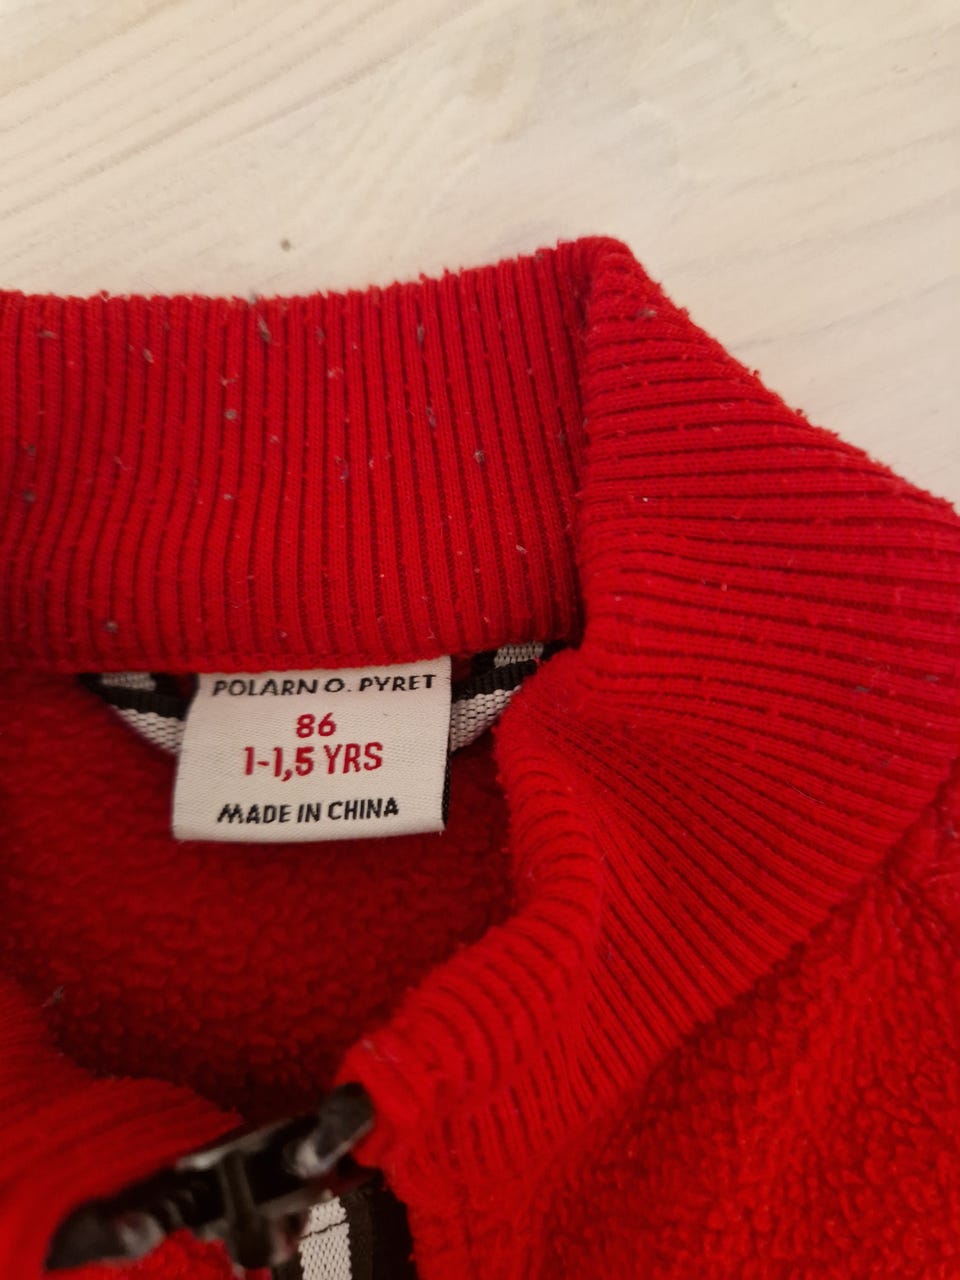 POLARN O. PYRET
86
1-1,5 YRS
MADE IN CHINA